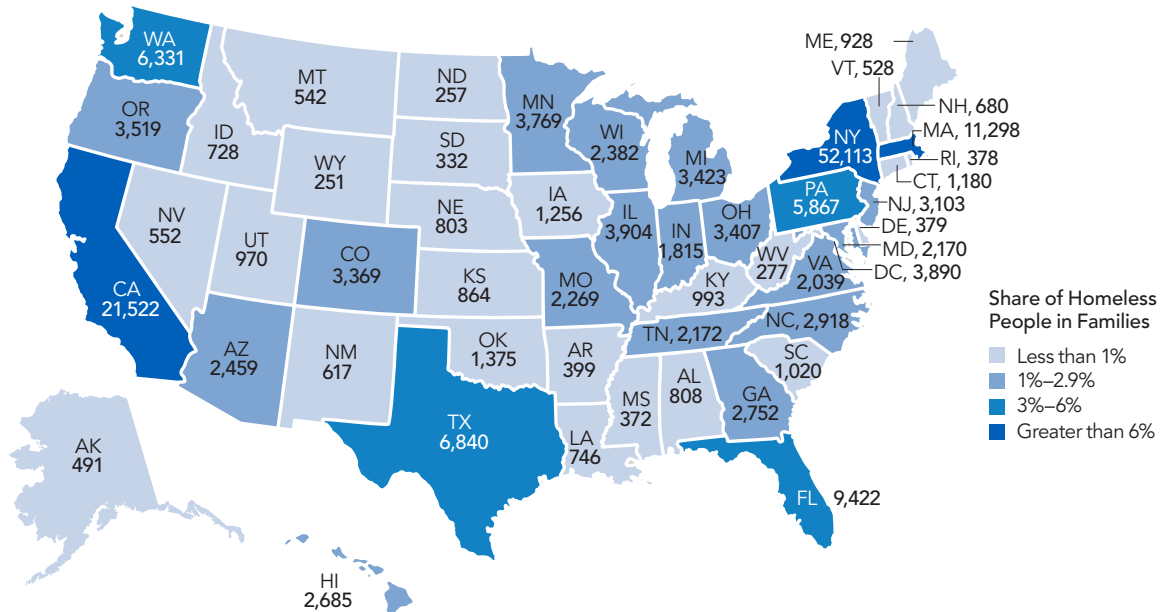 WA
6,331
OR
3,519
CA
21,522
ID
728
NV
552
MT
542
WY
251
UT
970
AZ
2,459
CO
3,369
NM
617
ND
257
SD
332
NE
803
KS
864
OK
1,375
TX
6,840
MN
3,769
IA
1,256
MO
2,269
AR
399
LA
746
WI
2,382
IL
3,904
MI
3,423
IN
1,815
OH
3,407
KY
993
TN, 2,172
MS
372
AL
808
GA
2,752
FL 9,422
SC
1,020
NC, 2,918
VA
2,039
WV
277
PA
5,867
NY
52,113
ME, 928
VT, 528
NH, 680
MA, 11,298
RI, 378
CT, 1,180
NJ, 3,103
DE, 379
MD, 2,170
DC, 3,890
AK
491
HI
2,685
Share of Homeless
People in Families
Less than 1%
1%–2.9%
3%–6%
Greater than 6%